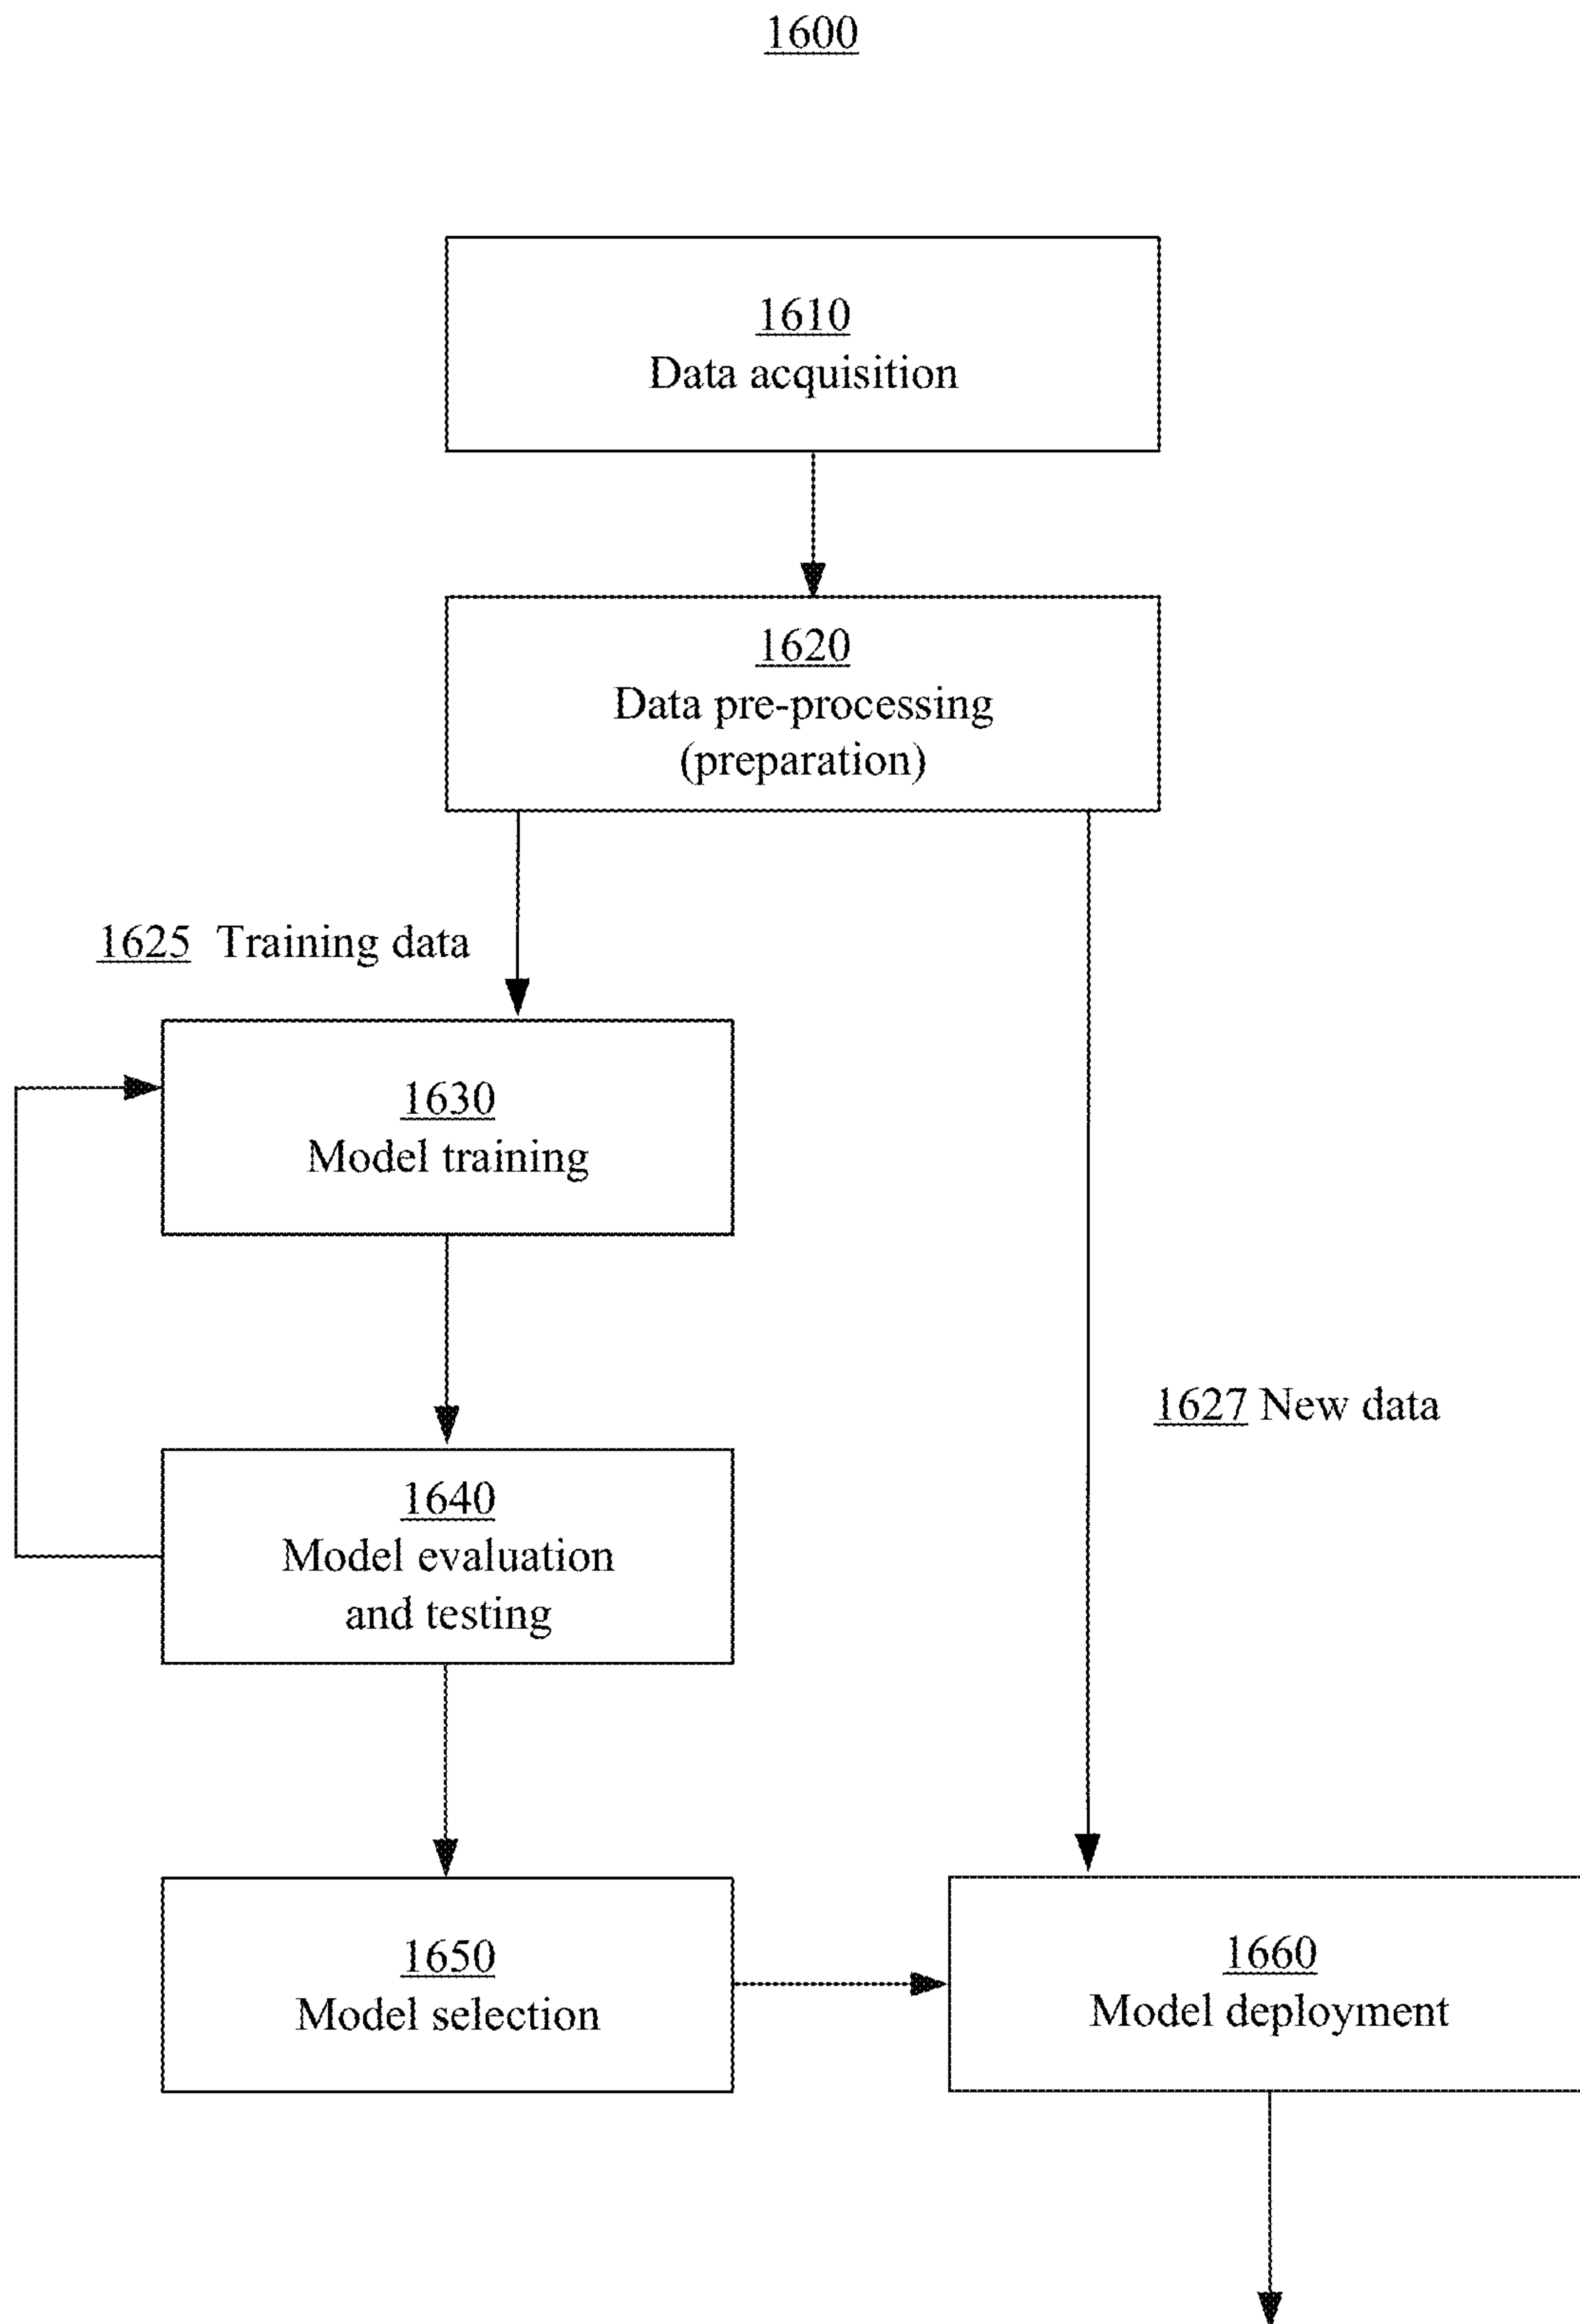 1600
1610
Data acquisition
1620
Data pre-processing
(preparation)
1625 Training data
1630
Model training
1627 New data
1640
Model evaluation
and testing
1650
Model selection
1660
Model deployment